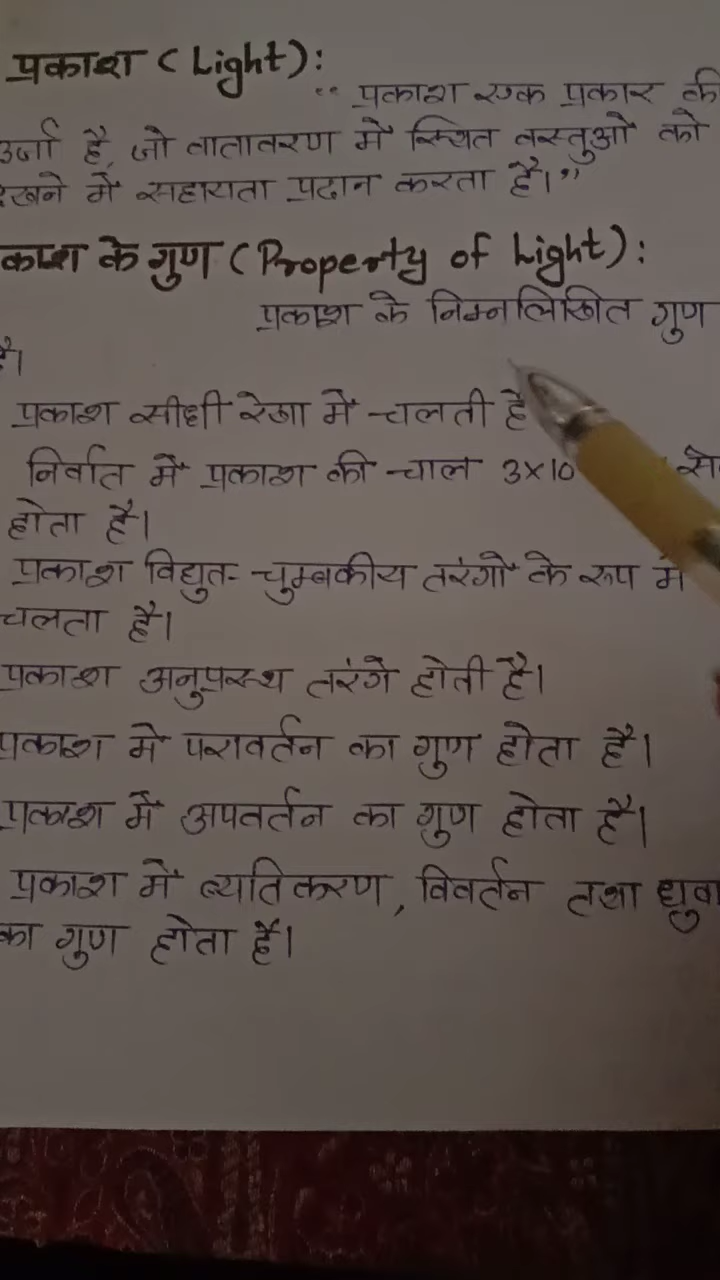 प्रकाश (Light):
" प्रकाश एक प्रकार की
उर्जा है, जो वातावरण में स्थित वस्तुओं को
देखने में सहायता प्रदान करता है।"
काश के गुण (Property of Light):
प्रकाश के निम्नलिखित गुण
है।
प्रकाश सीधी रेखा में चलती है
निर्वात में प्रकाश की चाल 3×10 से
होता है।
प्रकाश विद्युत-चुम्बकीय तरंगों के रूप में
चलता है।
प्रकाश अनुप्रस्थ तरंगे होती है।
प्रकाश में परावर्तन का गुण होता है।
प्रकाश में अपवर्तन का गुण होता है।
प्रकाश में व्यतिकरण, विवर्तन तथा ध्रुवा
का गुण होता है।